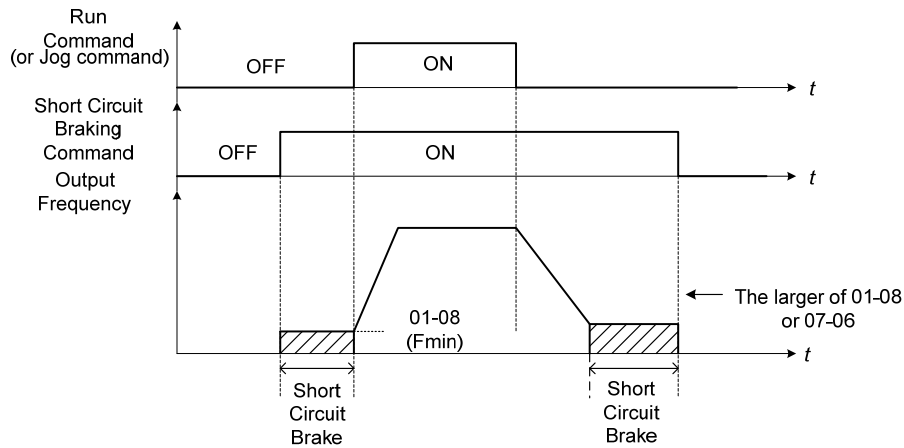 Run
Command
(or Jog command)
OFF
ON
t
Short Circuit
Braking
Command
OFF
ON
t
Output
Frequency
01-08
(Fmin)
The larger of 01-08
or 07-06
t
Short
Circuit
Brake
Short
Circuit
Brake